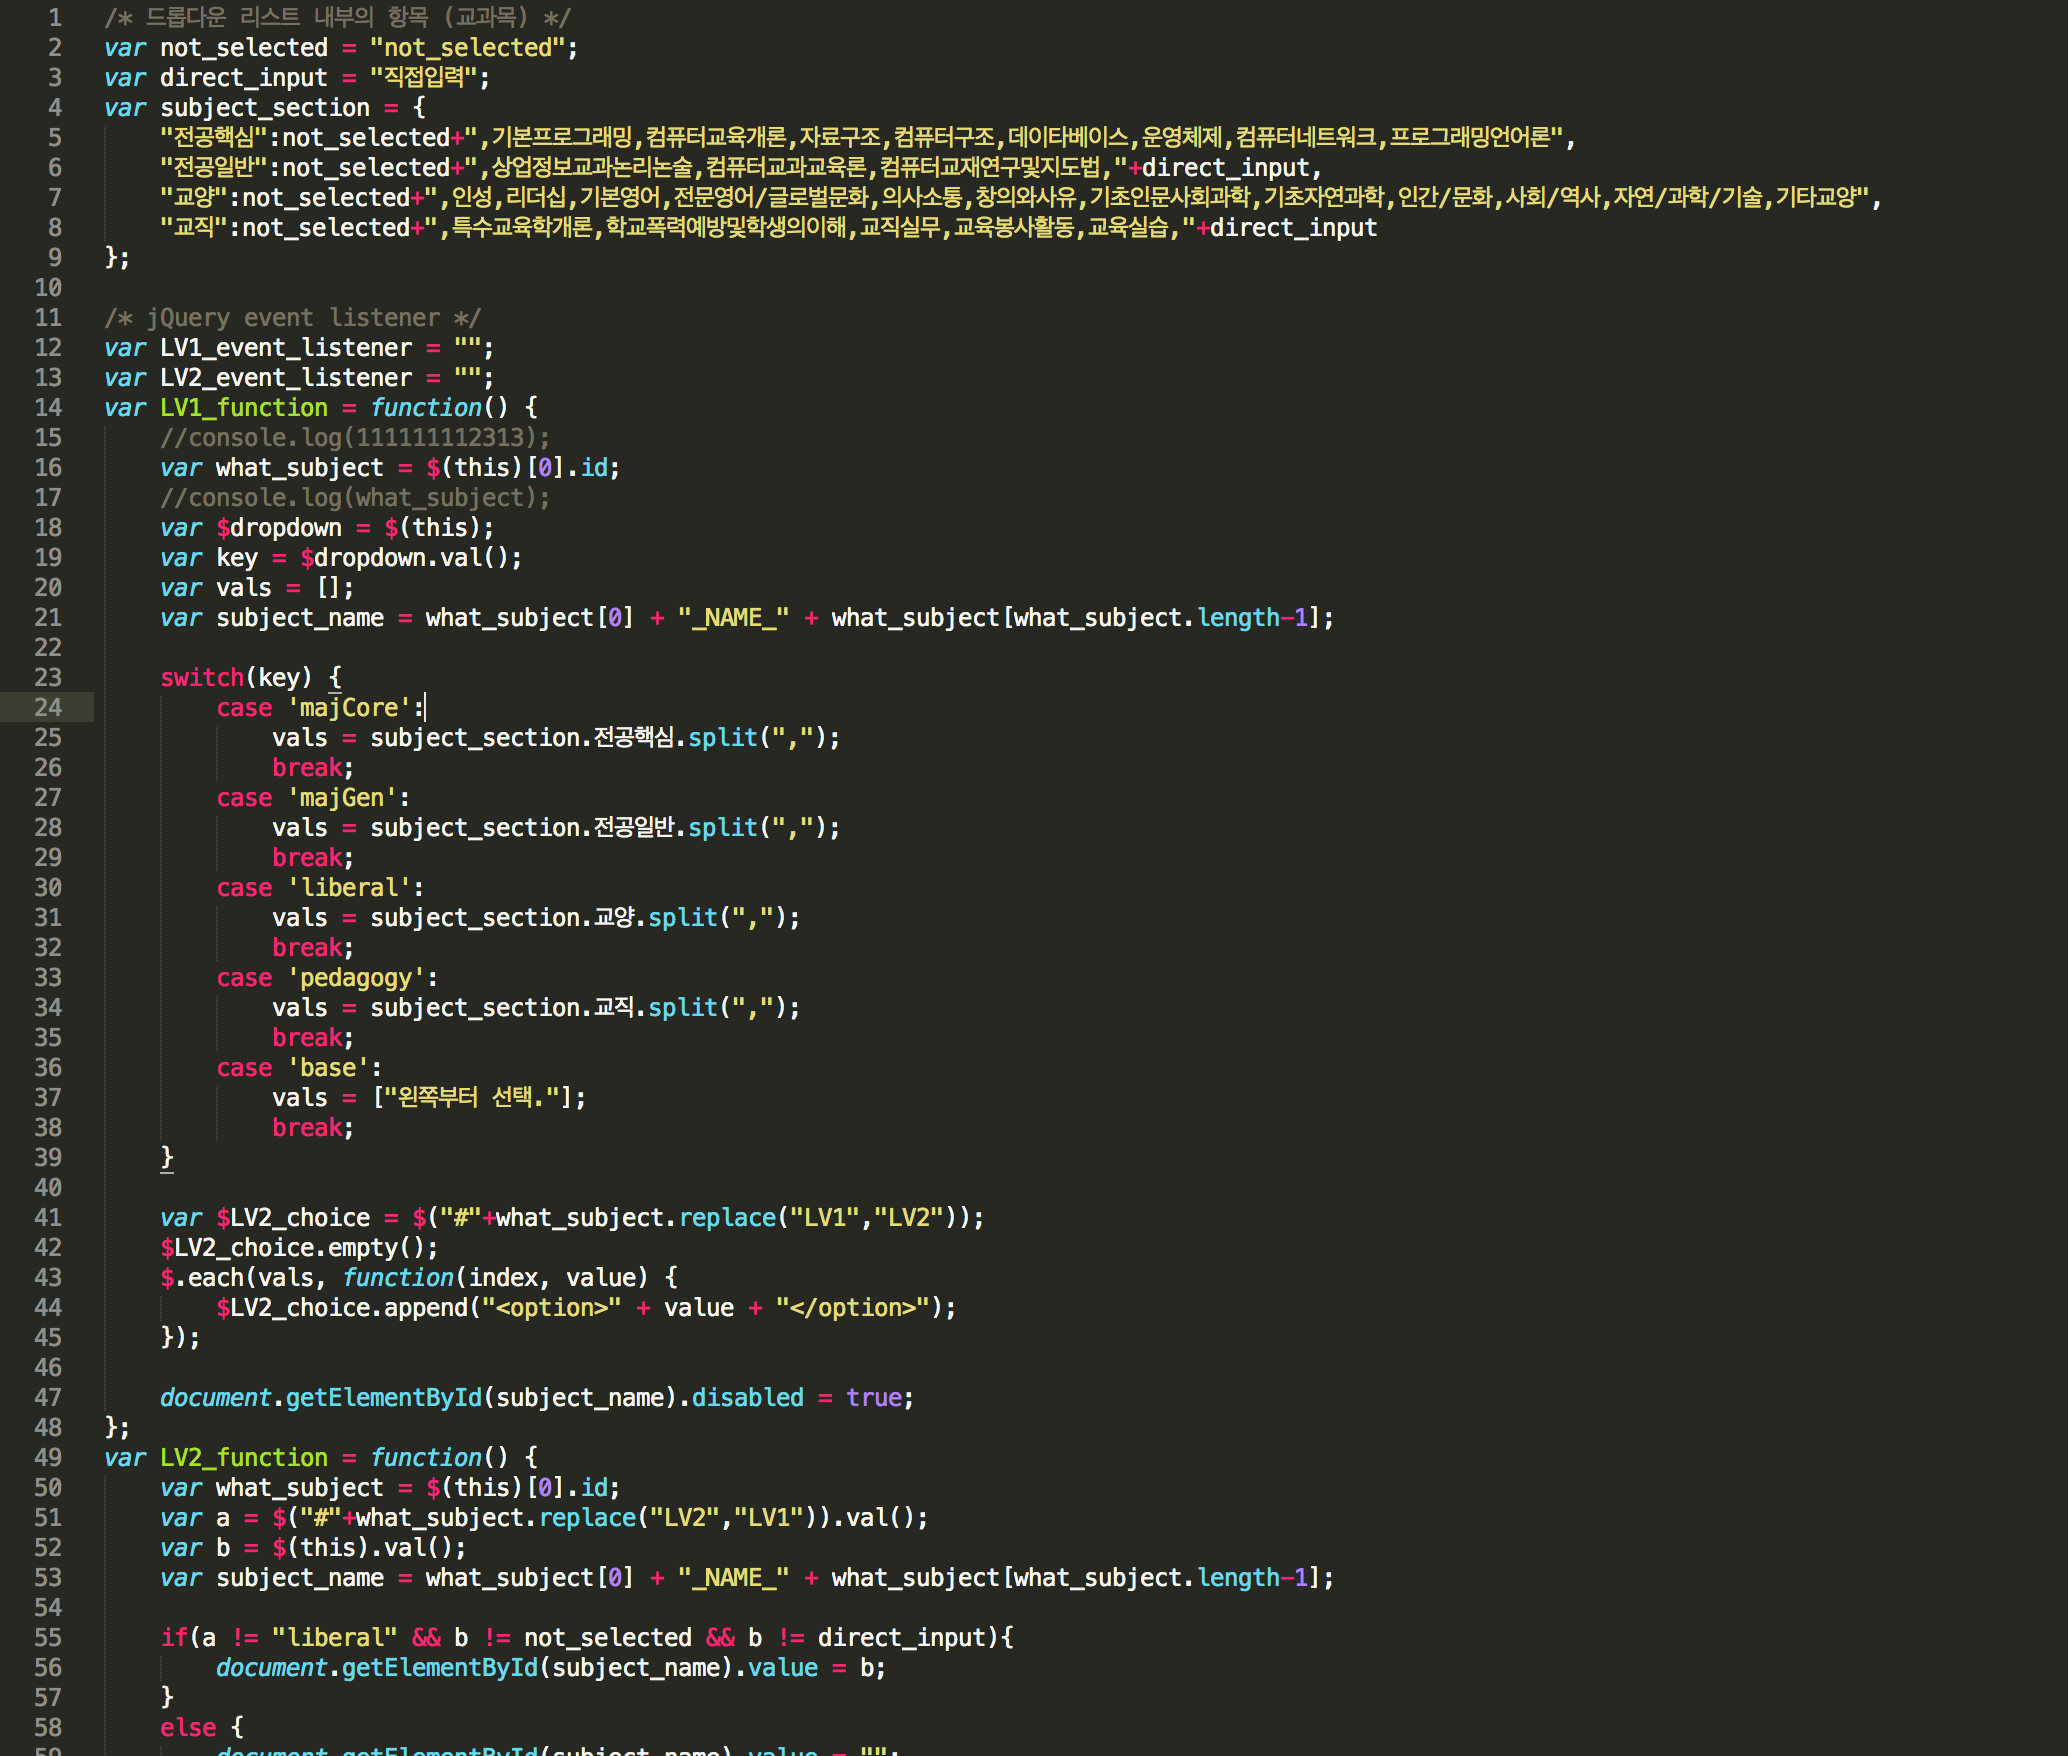 1 /* 드롭다운 리스트 내부의 항목 (교과목) */
2 var not_selected = "not_selected";
3 var direct_input = "직접입력";
4 var subject_section = {
5 "전공핵심":not_selected+",기본프로그래밍,컴퓨터교육개론,자료구조,컴퓨터구조,데이타베이스,운영체제,컴퓨터네트워크,프로그래밍언어론",
6 "전공일반":not_selected+",상업정보교과논리논술,컴퓨터교과교육론,컴퓨터교재연구및지도법,"+direct_input,
7 "교양":not_selected+",인성,리더십,기본영어,전문영어/글로벌문화,의사소통,창의와사유,기초인문사회과학,기초자연과학,인간/문화,사회/역사,자연/과학/기술,기타교양",
8 "교직":not_selected+",특수교육학개론,학교폭력예방및학생의이해,교직실무,교육봉사활동,교육실습,"+direct_input
9 };
10
11 /* jQuery event listener */
12 var LV1_event_listener = "";
13 var LV2_event_listener = "";
14 var LV1_function = function() {
15 //console.log(111111112313);
16 var what_subject = $(this)[0].id;
17 //console.log(what_subject);
18 var $dropdown = $(this);
19 var key = $dropdown.val();
20 var vals = [];
21 var subject_name = what_subject[0] + "_NAME_" + what_subject[what_subject.length-1];
22
23 switch(key) {
24 case 'majCore':
25 vals = subject_section.전공핵심.split(",");
26 break;
27 case 'majGen':
28 vals = subject_section.전공일반.split(",");
29 break;
30 case 'liberal':
31 vals = subject_section.교양.split(",");
32 break;
33 case 'pedagogy':
34 vals = subject_section.교직.split(",");
35 break;
36 case 'base':
37 vals = ["왼쪽부터 선택."];
38 break;
39 }
40
41 var $LV2_choice = $("#"+what_subject.replace("LV1","LV2"));
42 $LV2_choice.empty();
43 $.each(vals, function(index, value) {
44 $LV2_choice.append("<option>" + value + "</option>");
45 });
46
47 document.getElementById(subject_name).disabled = true;
48 };
49 var LV2_function = function() {
50 var what_subject = $(this)[0].id;
51 var a = $("#"+what_subject.replace("LV2","LV1")).val();
52 var b = $(this).val();
53 var subject_name = what_subject[0] + "_NAME_" + what_subject[what_subject.length-1];
54
55 if(a != "liberal" && b != not_selected && b != direct_input){
56 document.getElementById(subject_name).value = b;
57 }
58 else {
59 document.getElementById(subject_name).value = "";